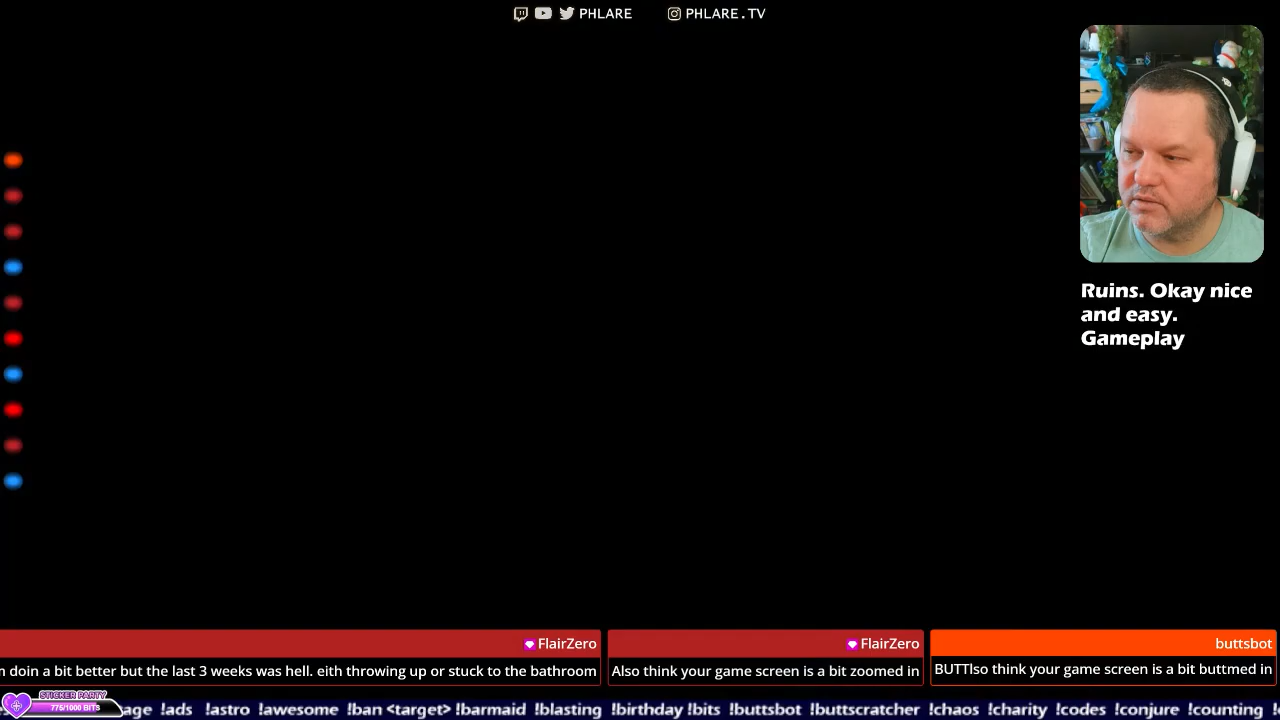 PHLARE PHLARE.TV
Ruins. Okay nice
and easy.
Gameplay
FlairZero
doin a bit better but the last 3 weeks was hell. eith throwing up or stuck to the bathroom
FlairZero
Also think your game screen is a bit zoomed in
buttsbot
BUTTlso think your game screen is a bit buttmed in
STICKER PARTY
775/1000 BITS
!ads !astro !awesome !ban <target> !barmaid !blasting !birthday !bits !buttsbot !buttscratcher !chaos !charity !codes !conjure !counting